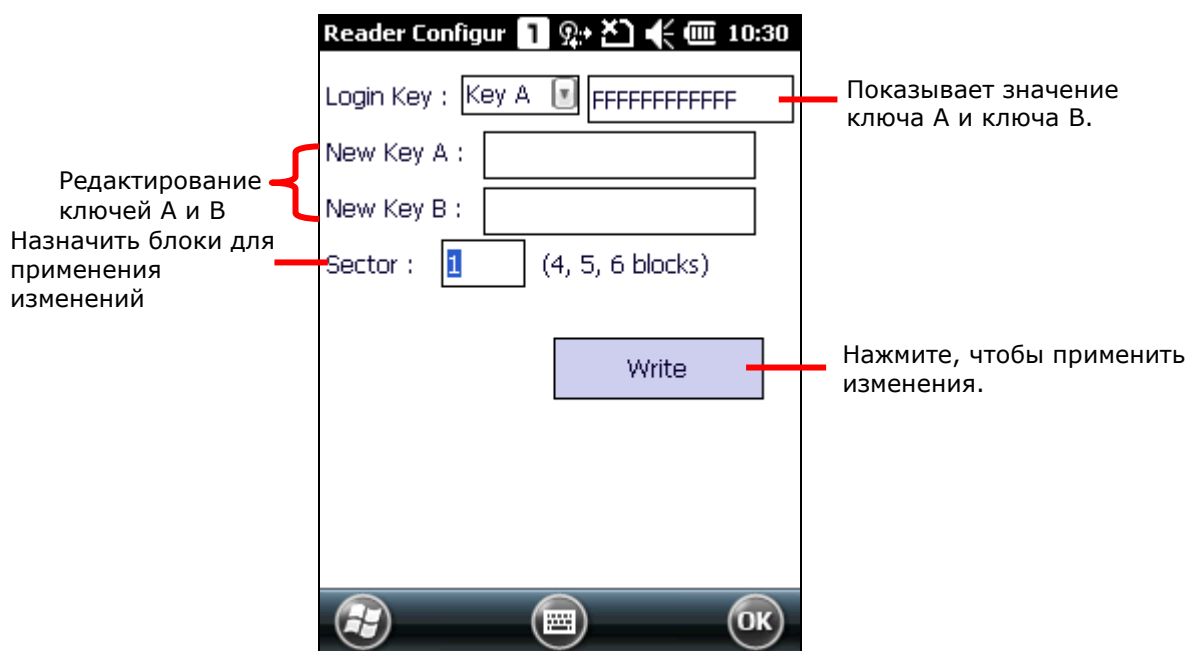 Reader Configur 1 10:30
Login Key : Key A FFFFFFFFFFFF
Показывает значение
ключа A и ключа B.
New Key A :
New Key B :
Редактирование
ключей A и B
Назначить блоки для
применения
изменений
Sector : 1 (4, 5, 6 blocks)
Write
Нажмите, чтобы применить
изменения.
OK